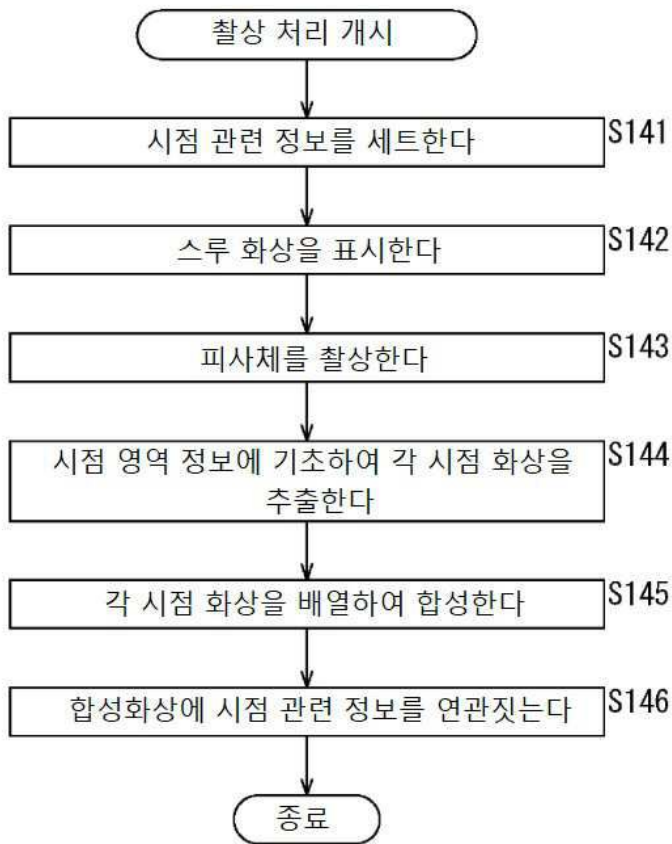 촬상 처리 개시
시점 관련 정보를 세트한다
S141
스루 화상을 표시한다
S142
피사체를 촬상한다
S143
시점 영역 정보에 기초하여 각 시점 화상을
추출한다
S144
각 시점 화상을 배열하여 합성한다
S145
합성화상에 시점 관련 정보를 연관짓는다
S146
종료